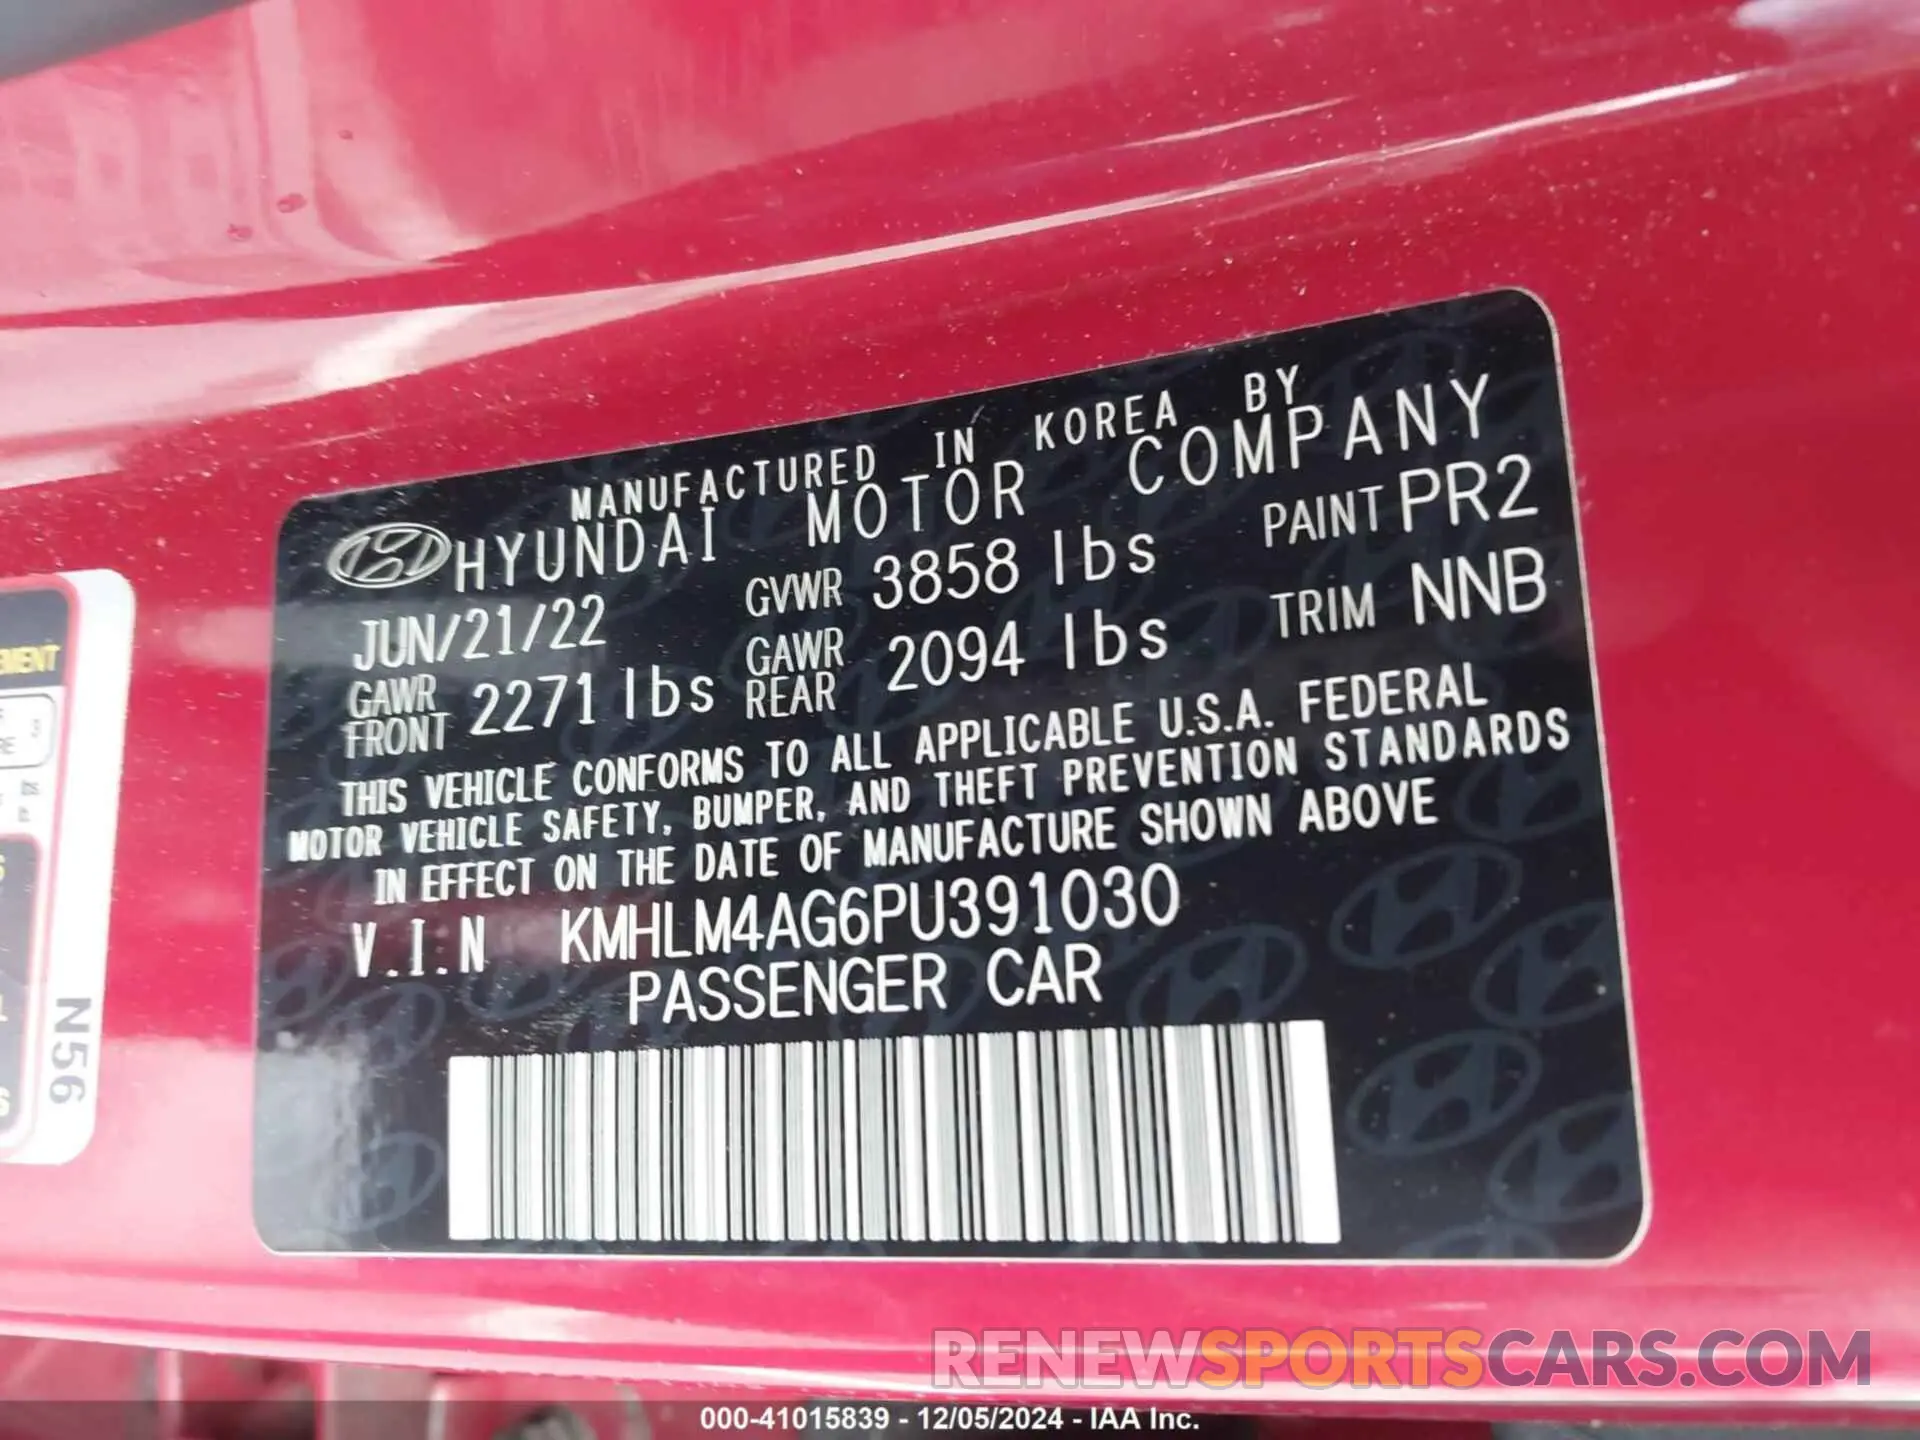 MANUFACTURED IN KOREA BY
HYUNDAI MOTOR COMPANY
JUN/21/22 GVWR 3858 lbs PAINT PR2
GAWR FRONT 2271 lbs GAWR REAR 2094 lbs TRIM NNB
THIS VEHICLE CONFORMS TO ALL APPLICABLE U.S.A. FEDERAL
MOTOR VEHICLE SAFETY, BUMPER, AND THEFT PREVENTION STANDARDS
IN EFFECT ON THE DATE OF MANUFACTURE SHOWN ABOVE
V.I.N KMHLM4AG6PU391030
PASSENGER CAR
N56
RENEWSPORTSCARS.COM
000-41015839 - 12/05/2024 - IAA Inc.